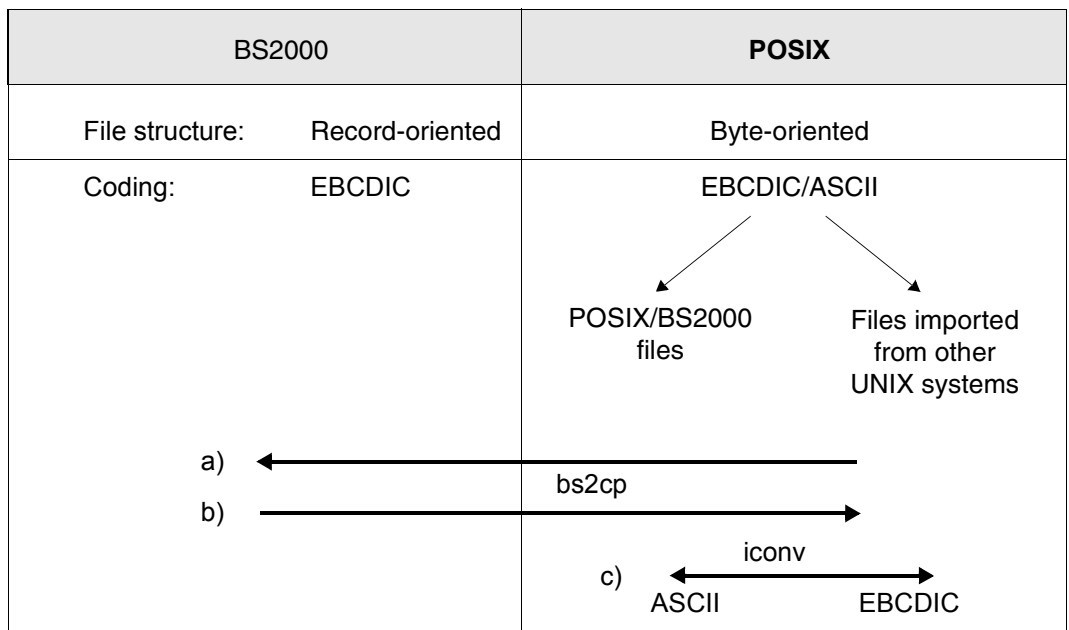 BS2000 POSIX
File structure: Record-oriented Byte-oriented
Coding: EBCDIC EBCDIC/ASCII
POSIX/BS2000
files
Files imported
from other
UNIX systems
a)
bs2cp
b)
iconv
c)
ASCII EBCDIC